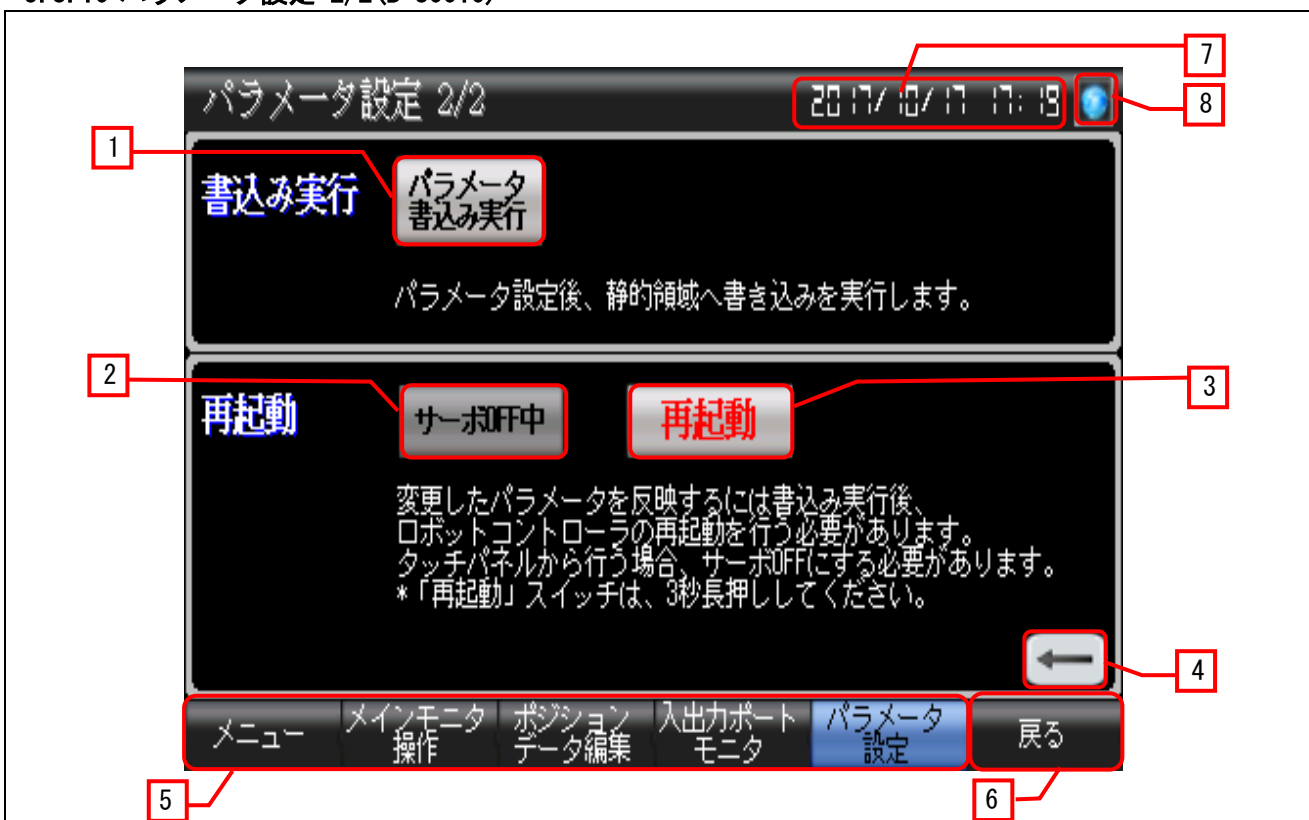 パラメータ設定 2/2
2017/10/17 17:19
7
8
1
書込み実行
パラメータ
書込み実行
パラメータ設定後、静的領域へ書き込みを実行します。
2
3
再起動
サーボOFF中
再起動
変更したパラメータを反映するには書込み実行後、
ロボットコントローラの再起動を行う必要があります。
タッチパネルから行う場合、サーボOFFにする必要があります。
*「再起動」スイッチは、3秒長押ししてください。
4
メニュー
メインモニタ
操作
ポジション
データ編集
入出力ポート
モニタ
パラメータ
設定
戻る
5
6